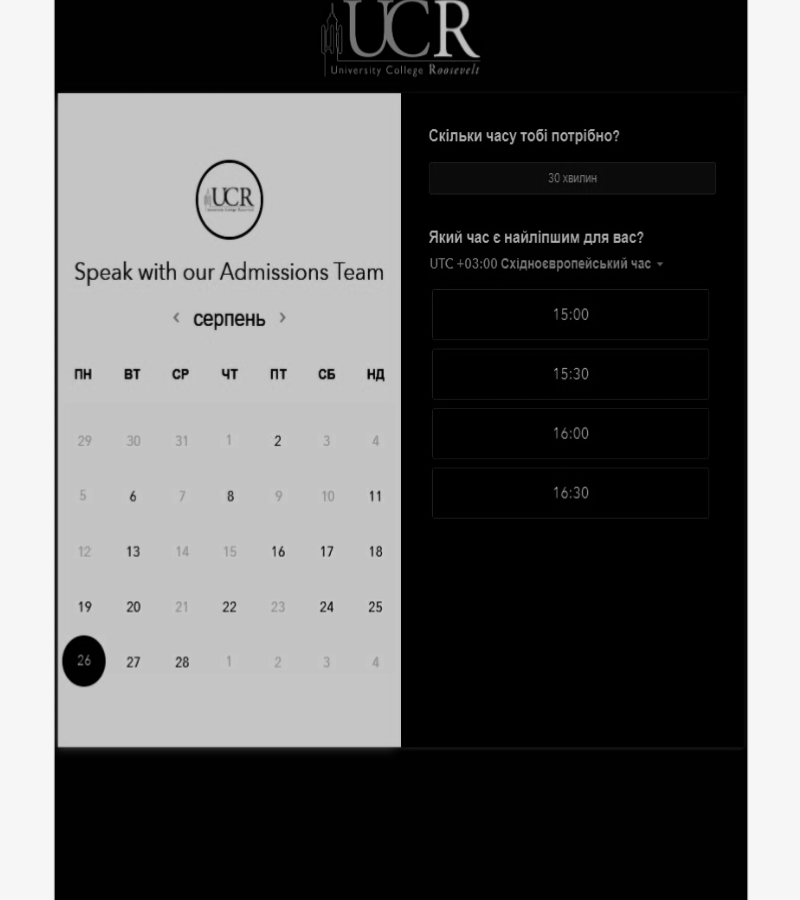 UCR
University College Roosevelt
UCR
Speak with our Admissions Team
< серпень >
ПН ВТ СР ЧТ ПТ СБ НД
29 30 31 1 2 3 4
5 6 7 8 9 10 11
12 13 14 15 16 17 18
19 20 21 22 23 24 25
26 27 28 1 2 3 4
Скільки часу тобі потрібно?
30 хвилин
Який час є найліпшим для вас?
UTC +03:00 Східноєвропейський час
15:00
15:30
16:00
16:30